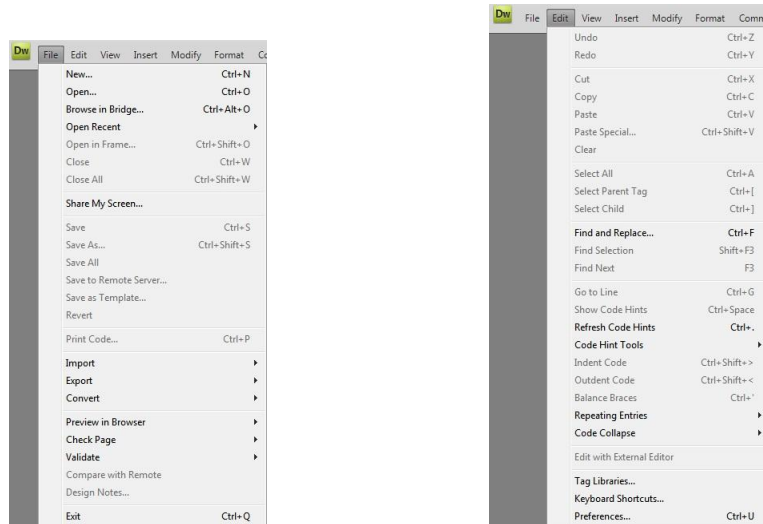 Dw File Edit View Insert Modify Format Co
New... Ctrl+N
Open... Ctrl+O
Browse in Bridge... Ctrl+Alt+O
Open Recent
Open in Frame... Ctrl+Shift+O
Close Ctrl+W
Close All Ctrl+Shift+W
Share My Screen...
Save Ctrl+S
Save As... Ctrl+Shift+S
Save All
Save to Remote Server...
Save as Template...
Revert
Print Code... Ctrl+P
Import
Export
Convert
Preview in Browser
Check Page
Validate
Compare with Remote
Design Notes...
Exit Ctrl+Q
Dw File Edit View Insert Modify Format Comm
Undo Ctrl+Z
Redo Ctrl+Y
Cut Ctrl+X
Copy Ctrl+C
Paste Ctrl+V
Paste Special... Ctrl+Shift+V
Clear
Select All Ctrl+A
Select Parent Tag Ctrl+[
Select Child Ctrl+]
Find and Replace... Ctrl+F
Find Selection Shift+F3
Find Next F3
Go to Line Ctrl+G
Show Code Hints Ctrl+Space
Refresh Code Hints Ctrl+.
Code Hint Tools
Indent Code Ctrl+Shift+>
Outdent Code Ctrl+Shift+<
Balance Braces Ctrl+'
Repeating Entries
Code Collapse
Edit with External Editor
Tag Libraries...
Keyboard Shortcuts...
Preferences... Ctrl+U